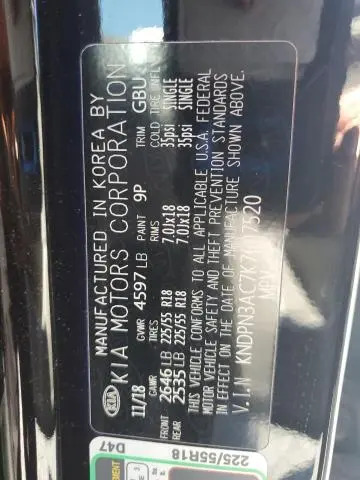 MANUFACTURED IN KOREA BY
KIA KIA MOTORS CORPORATION
11/18 GVWR 4597 LB PAINT 9P TRIM GBU
GAWR TIRES RIMS COLD TIRE INFL
FRONT 2646 LB 225/55 R18 7.0Jx18 35psi SINGLE
REAR 2535 LB 225/55 R18 7.0Jx18 35psi SINGLE
THIS VEHICLE CONFORMS TO ALL APPLICABLE U.S.A. FEDERAL
MOTOR VEHICLE SAFETY AND THEFT PREVENTION STANDARDS
IN EFFECT ON THE DATE OF MANUFACTURE SHOWN ABOVE.
V.I.N MPV
D47
225/55R18